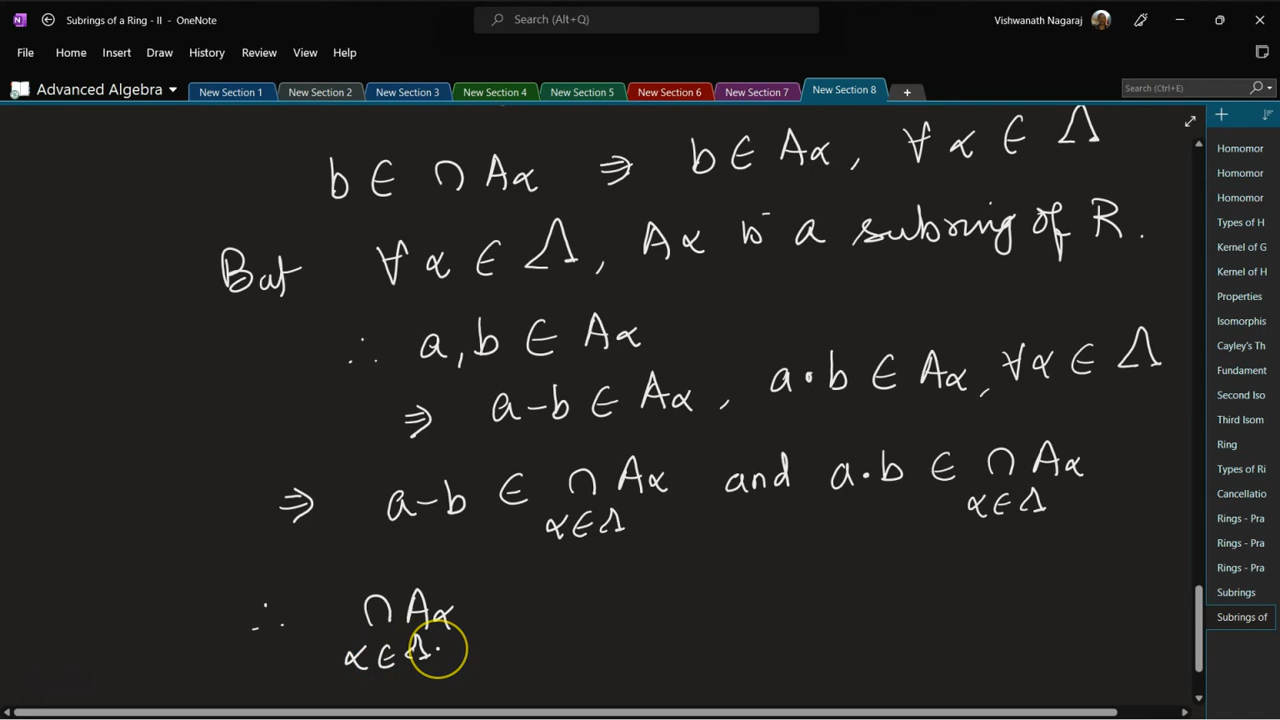 Subrings of a Ring - II - OneNote
Search (Alt+Q)
Vishwanath Nagaraj
File Home Insert Draw History Review View Help
Advanced Algebra
New Section 1 New Section 2 New Section 3 New Section 4 New Section 5 New Section 6 New Section 7 New Section 8 +
Search (Ctrl+E)
b ∈ ∩ Aα ⇒ b ∈ Aα, ∀ α ∈ Δ
But ∀ α ∈ Δ, Aα is a subring of R.
∴ a, b ∈ Aα
⇒ a-b ∈ Aα, a·b ∈ Aα, ∀α ∈ Δ
⇒ a-b ∈ ∩ Aα and a·b ∈ ∩ Aα
α∈Δ α∈Δ
∴ ∩ Aα
α∈Δ
Homomor
Homomor
Homomor
Types of H
Kernel of G
Kernel of H
Properties
Isomorphis
Cayley's Th
Fundament
Second Iso
Third Isom
Ring
Types of Ri
Cancellatio
Rings - Pra
Rings - Pra
Rings - Pra
Subrings
Subrings of